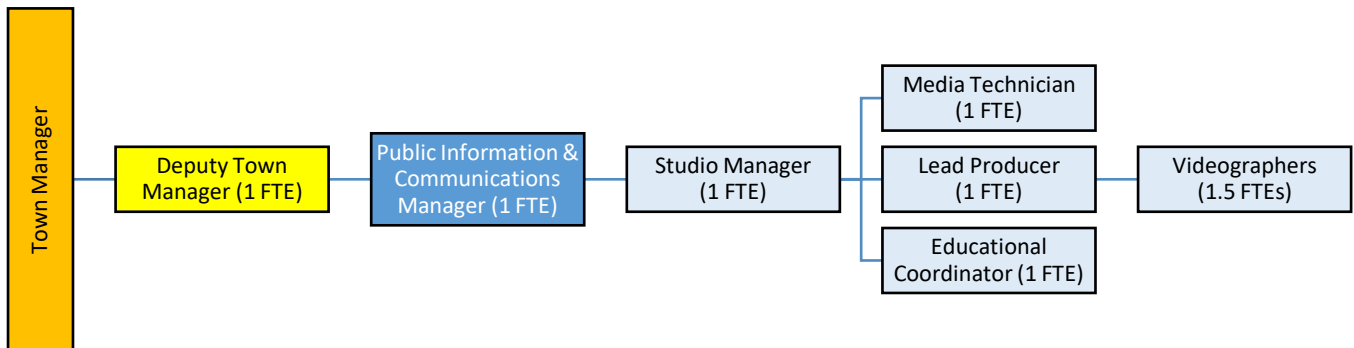 Town Manager
Deputy Town
Manager (1 FTE)
Public Information &
Communications
Manager (1 FTE)
Studio Manager
(1 FTE)
Media Technician
(1 FTE)
Lead Producer
(1 FTE)
Educational
Coordinator (1 FTE)
Videographers
(1.5 FTEs)